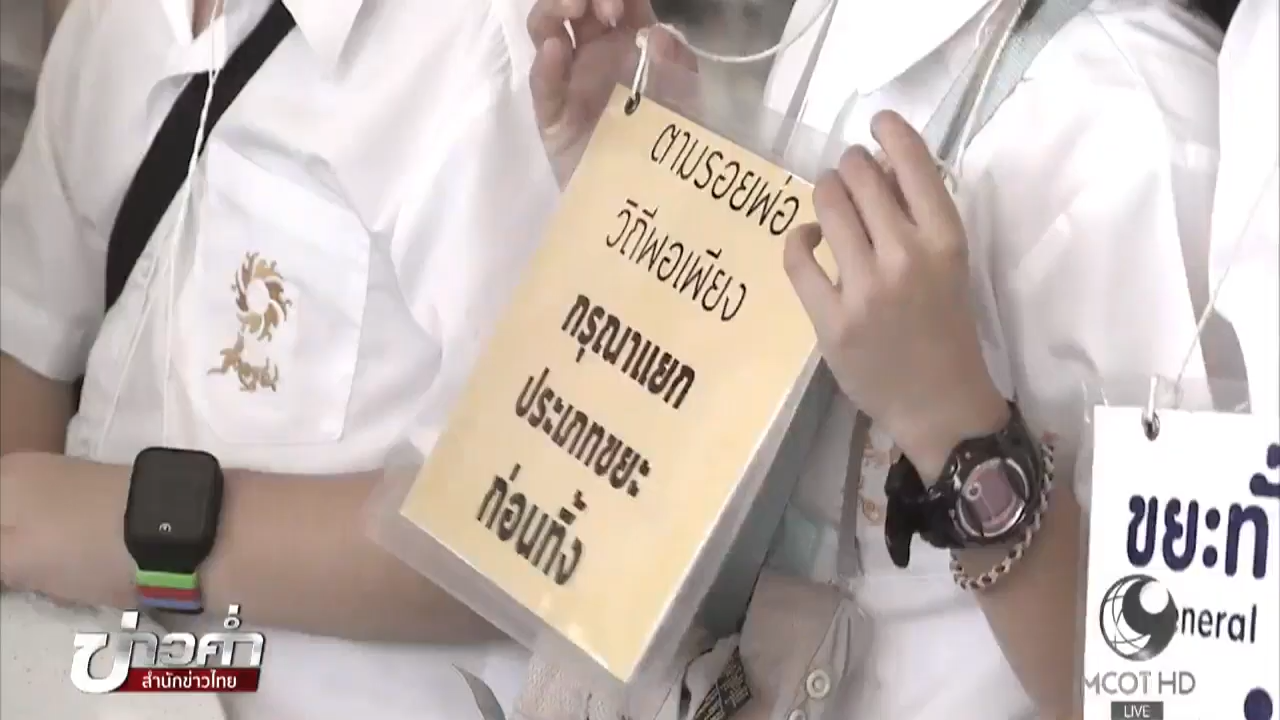 ตามรอยพ่อ
วิถีพอเพียง
กรุณาแยก
ประเภทขยะ
ก่อนทิ้ง
ขยะทั
neral
ข่าวค่ำ
สำนักข่าวไทย
MCOT HD
LIVE